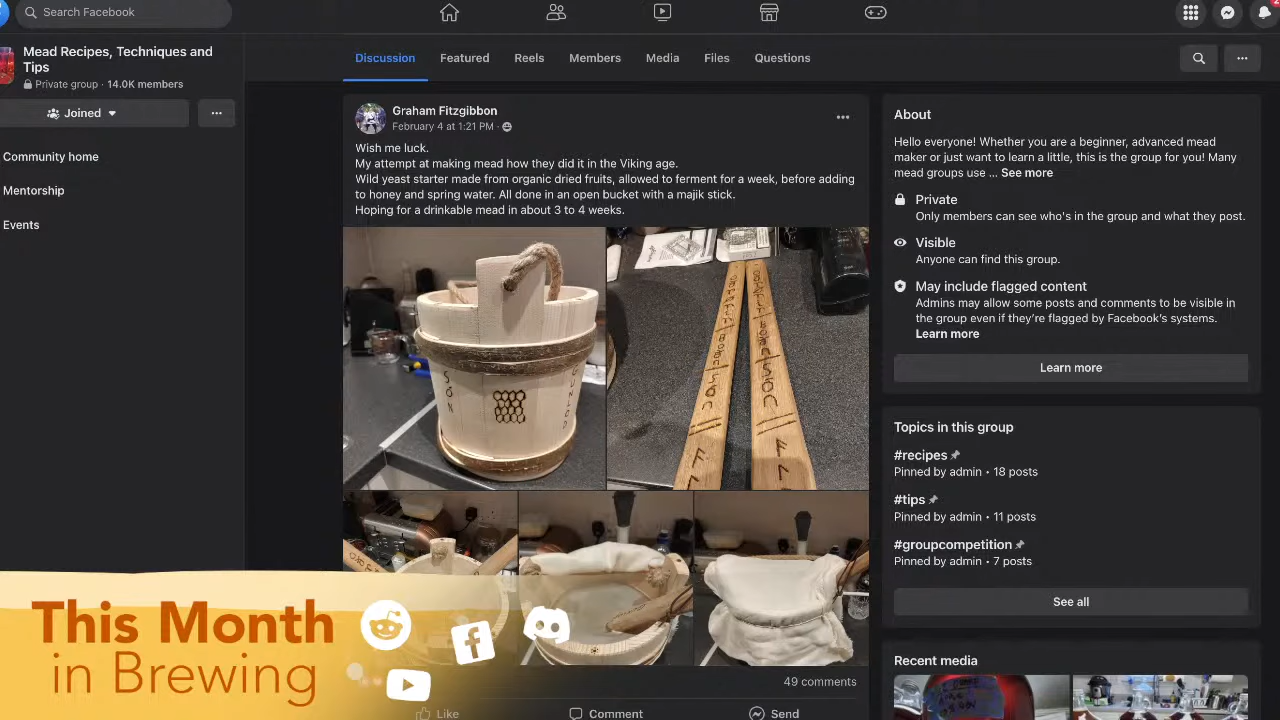 Search Facebook
Mead Recipes, Techniques and
Tips
Private group · 14.0K members
Joined
Community home
Mentorship
Events
Discussion
Featured
Reels
Members
Media
Files
Questions
Graham Fitzgibbon
February 4 at 1:21 PM ·
Wish me luck.
My attempt at making mead how they did it in the Viking age.
Wild yeast starter made from organic dried fruits, allowed to ferment for a week, before adding
to honey and spring water. All done in an open bucket with a majik stick.
Hoping for a drinkable mead in about 3 to 4 weeks.
49 comments
Like
Comment
Send
About
Hello everyone! Whether you are a beginner, advanced mead
maker or just want to learn a little, this is the group for you! Many
mead groups use ... See more
Private
Only members can see who's in the group and what they post.
Visible
Anyone can find this group.
May include flagged content
Admins may allow some posts and comments to be visible in
the group even if they're flagged by Facebook's systems.
Learn more
Learn more
Topics in this group
#recipes
Pinned by admin • 18 posts
#tips
Pinned by admin • 11 posts
#groupcompetition
Pinned by admin • 7 posts
See all
Recent media
This Month
in Brewing